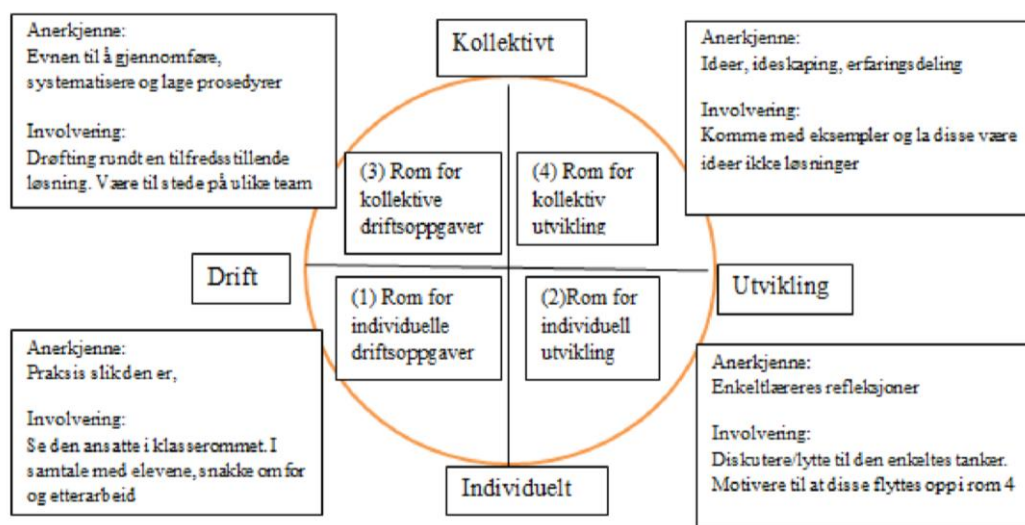 Anerkjenne:
Evnen til å gjennomføre,
systematisere og lage prosedyrer
Involvering:
Drøfting rundt en tilfredsstillende
løsning. Være til stede på ulike team
Kollektivt
Anerkjenne:
Ideer, ideskaping, erfaringsdeling
Involvering:
Komme med eksempler og la disse være
ideer ikke løsninger
(3) Rom for
kollektive
driftsoppgaver
(4) Rom for
kollektiv
utvikling
Drift
Utvikling
(1) Rom for
individuelle
driftsoppgaver
(2)Rom for
individuell
utvikling
Anerkjenne:
Praksis slik den er,
Involvering:
Se den ansatte i klasserommet. I
samtale med elevene, snakke om for
og etterarbeid
Individuelt
Anerkjenne:
Enkeltlæreres refleksjoner
Involvering:
Diskutere/lytte til den enkeltes tanker.
Motivere til at disse flyttes opp i rom 4